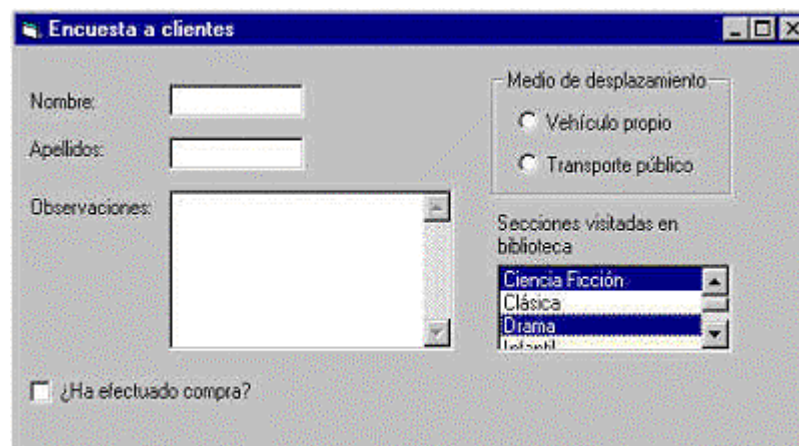 Encuesta a clientes
Nombre:
Apellidos:
Observaciones:
¿Ha efectuado compra?
Medio de desplazamiento
Vehículo propio
Transporte público
Secciones visitadas en
biblioteca
Ciencia Ficción
Clásica
Drama
Infantil